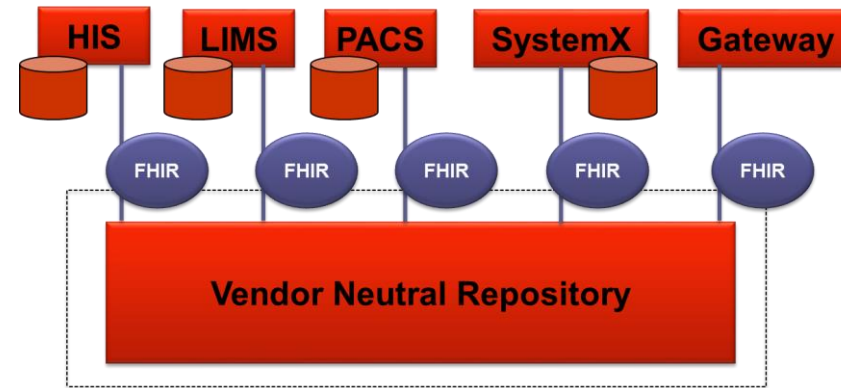 HIS
LIMS
PACS
SystemX
Gateway
FHIR
FHIR
FHIR
FHIR
FHIR
Vendor Neutral Repository